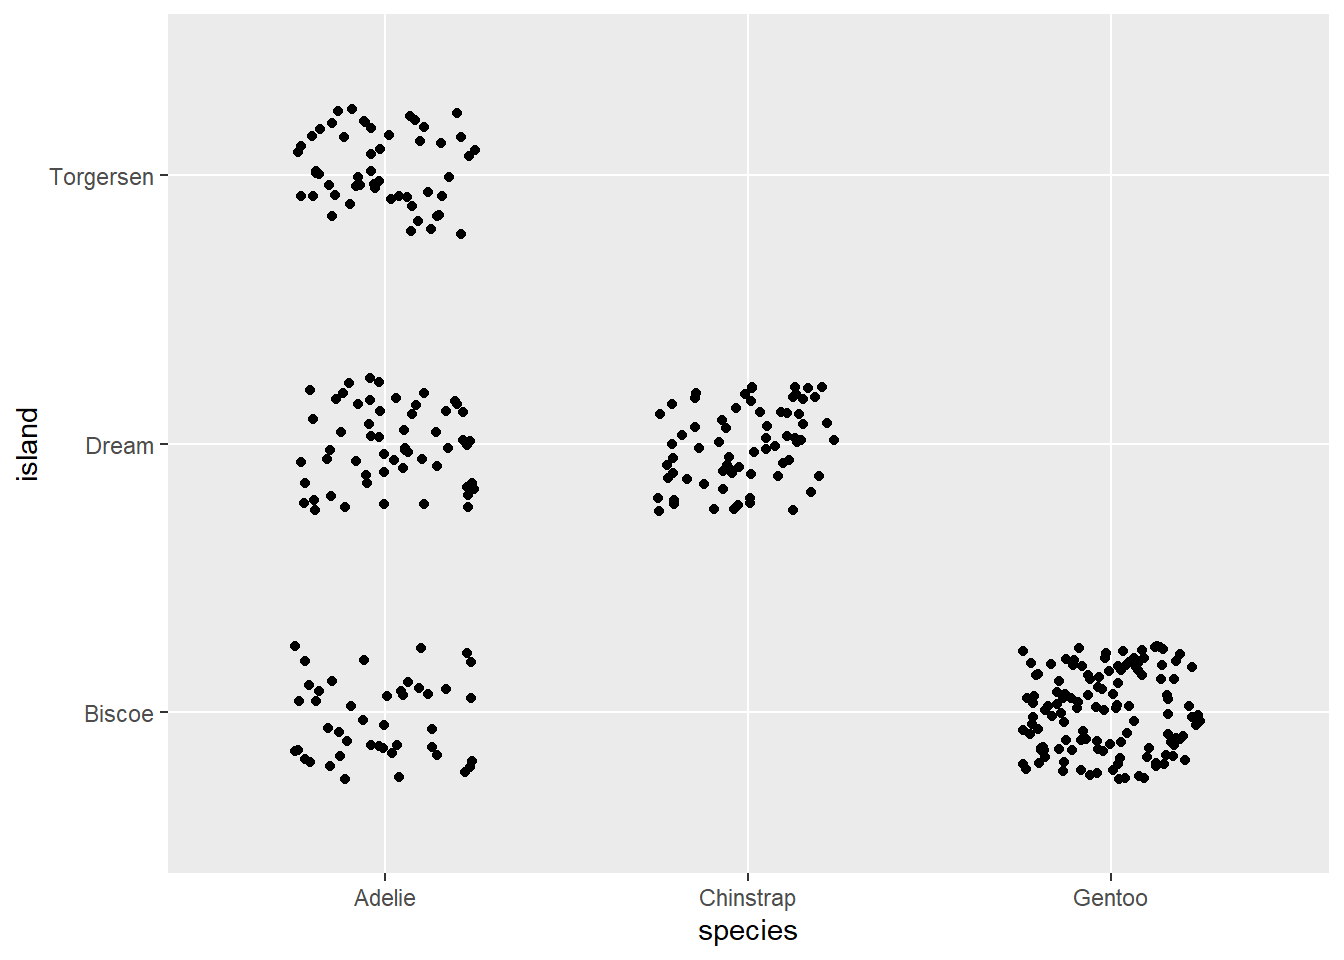 Torgersen
Dream
Biscoe
island
Adelie Chinstrap Gentoo
species